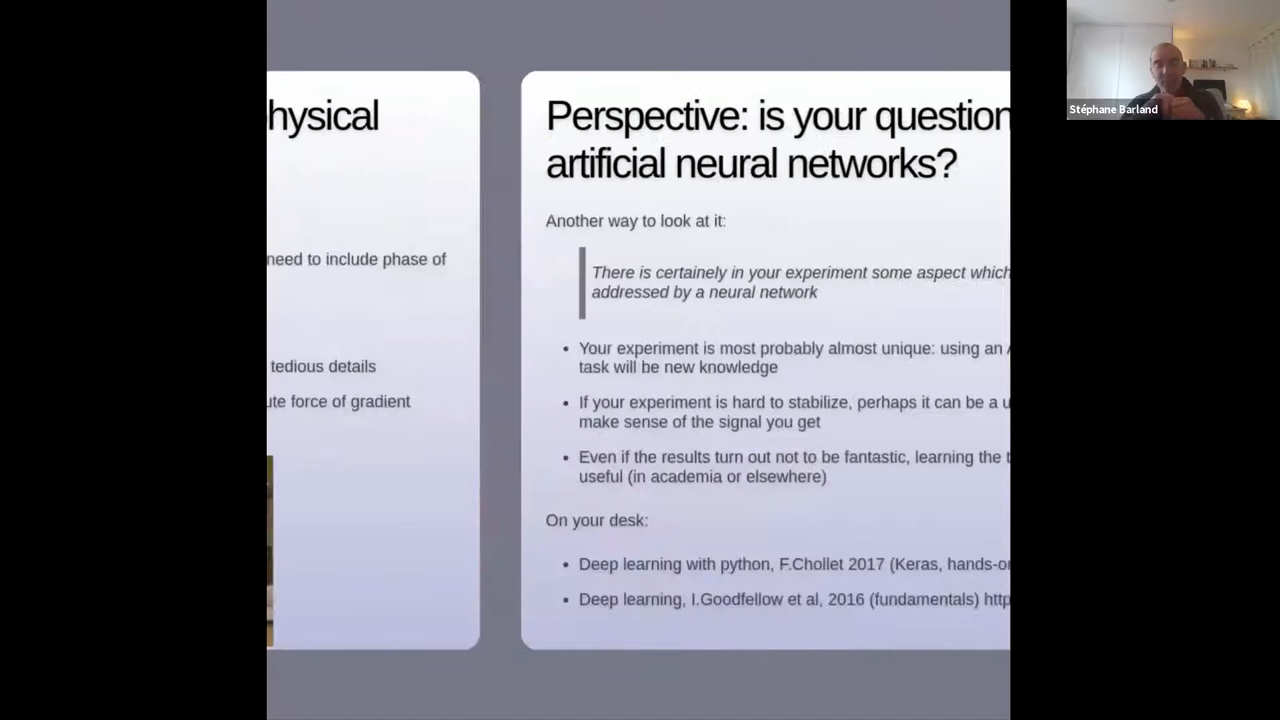 hysical
need to include phase of
tedious details
ute force of gradient
Perspective: is your question
artificial neural networks?
Another way to look at it:
There is certainely in your experiment some aspect which
addressed by a neural network
• Your experiment is most probably almost unique: using an
task will be new knowledge
• If your experiment is hard to stabilize, perhaps it can be a u
make sense of the signal you get
• Even if the results turn out not to be fantastic, learning the t
useful (in academia or elsewhere)
On your desk:
• Deep learning with python, F.Chollet 2017 (Keras, hands-o
• Deep learning, I.Goodfellow et al, 2016 (fundamentals) http
Stéphane Barland